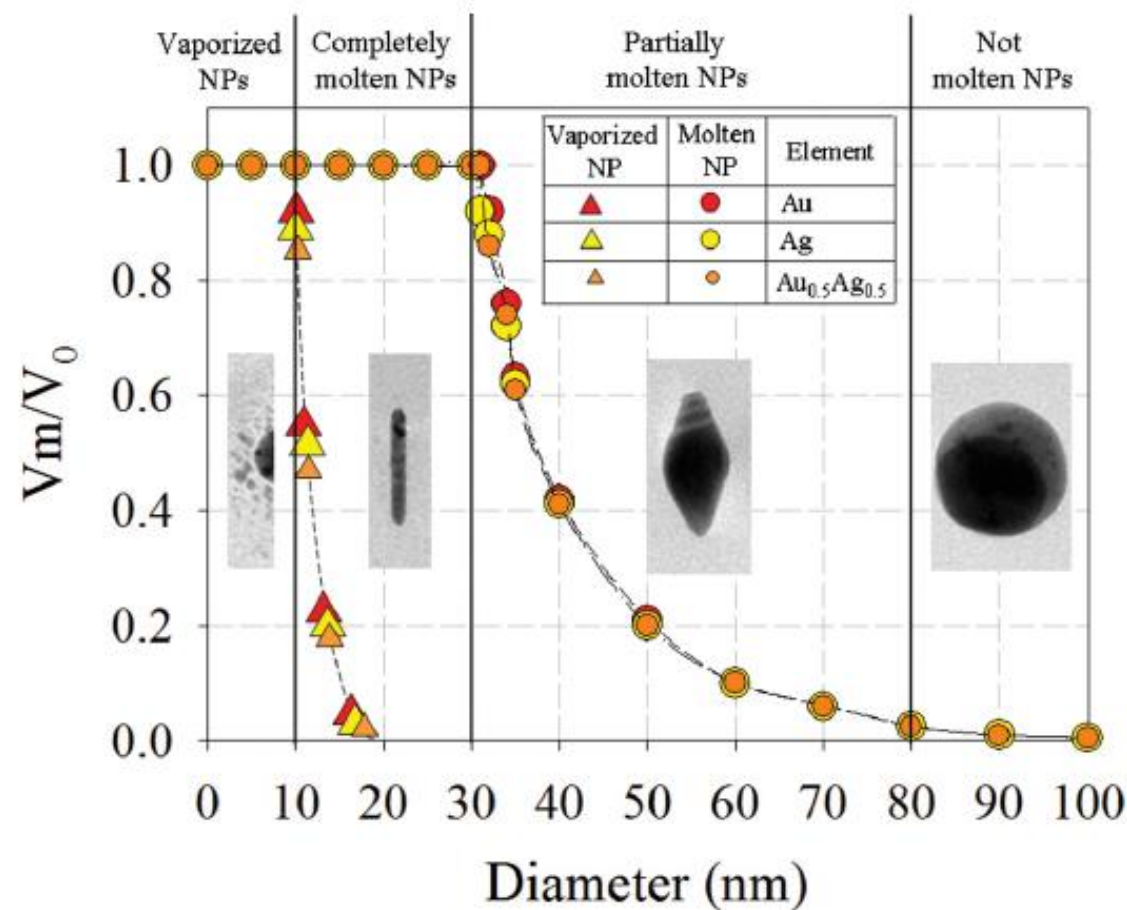 Vaporized NPs
Completely molten NPs
Partially molten NPs
Not molten NPs
Vaporized NP Molten NP Element
Au
Ag
Au0.5Ag0.5
1.0
0.8
0.6
0.4
0.2
0.0
Vm/V0
0 10 20 30 40 50 60 70 80 90 100
Diameter (nm)